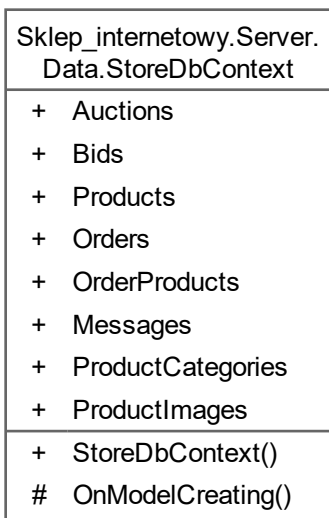 Sklep_internetowy.Server.
Data.StoreDbContext
+ Auctions
+ Bids
+ Products
+ Orders
+ OrderProducts
+ Messages
+ ProductCategories
+ ProductImages
+ StoreDbContext()
# OnModelCreating()